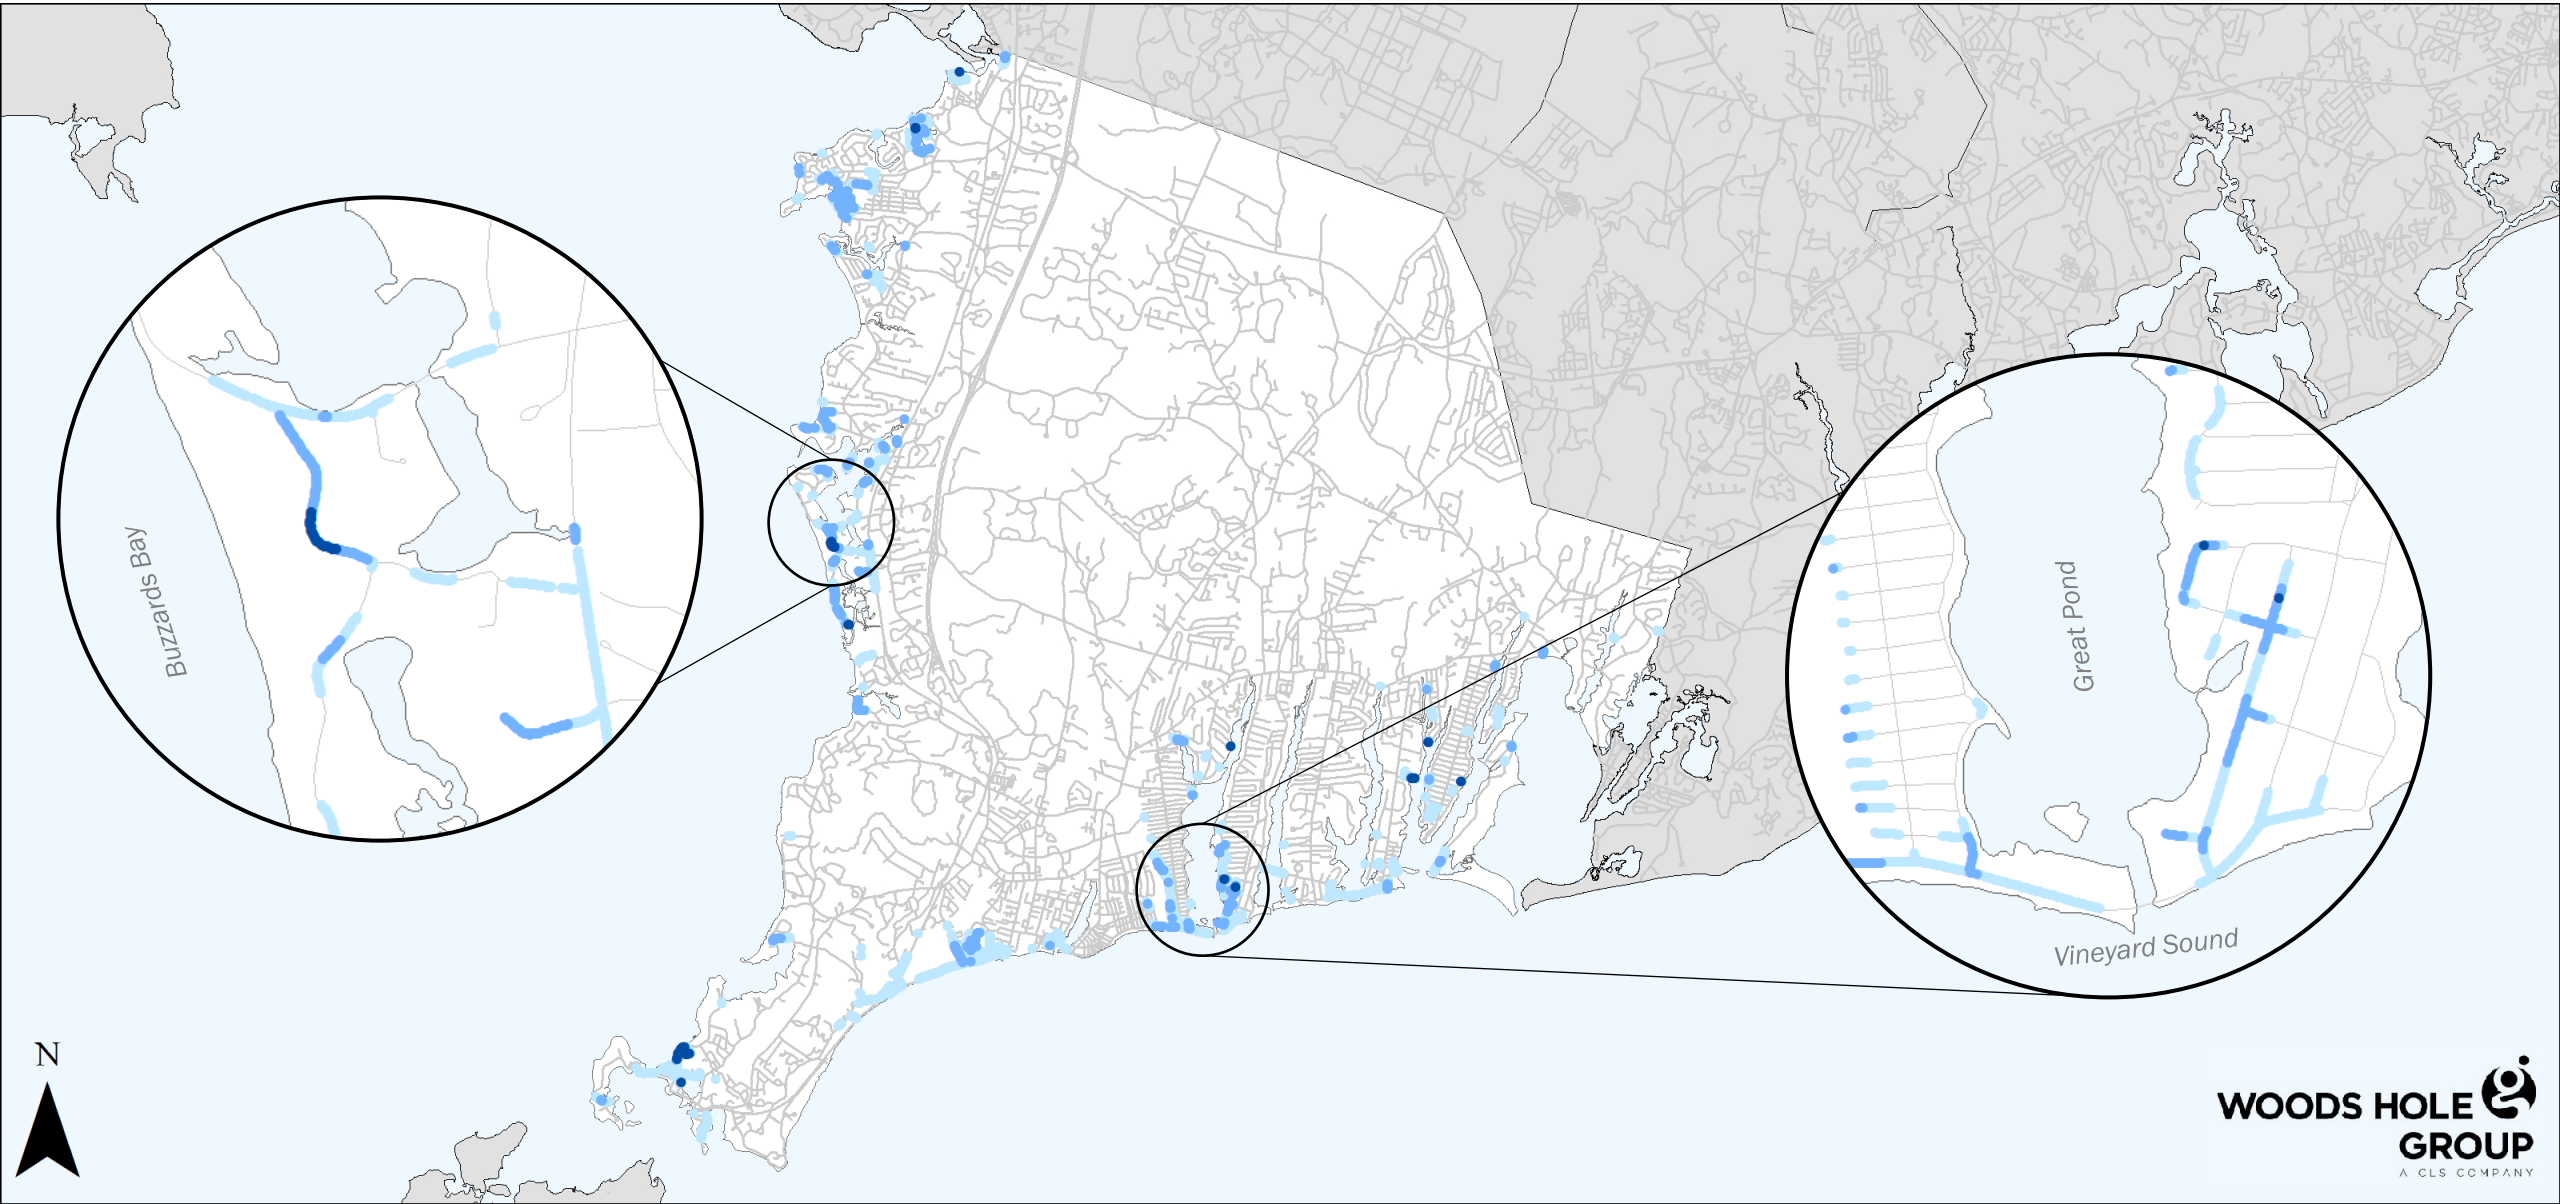 Buzzards Bay
Great Pond
Vineyard Sound
N
WOODS HOLE
GROUP
A CLS COMPANY